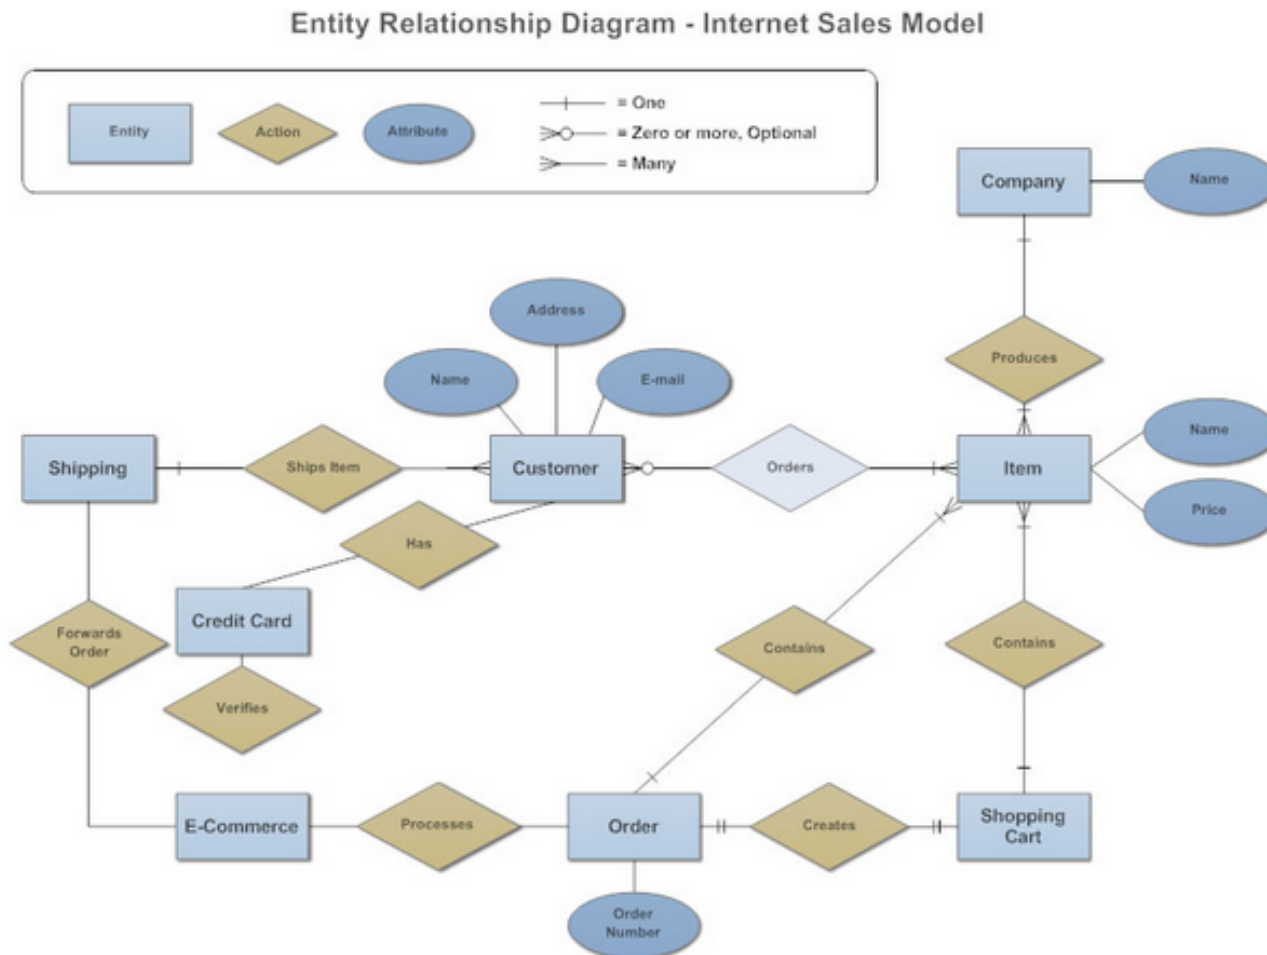 Entity Relationship Diagram - Internet Sales Model
Entity
Action
Attribute
= One
= Zero or more, Optional
= Many
Company
Name
Address
Produces
Name
E-mail
Name
Shipping
Ships Item
Customer
Orders
Item
Price
Has
Credit Card
Forwards
Order
Contains
Contains
Verifies
E-Commerce
Processes
Order
Creates
Shopping
Cart
Order
Number